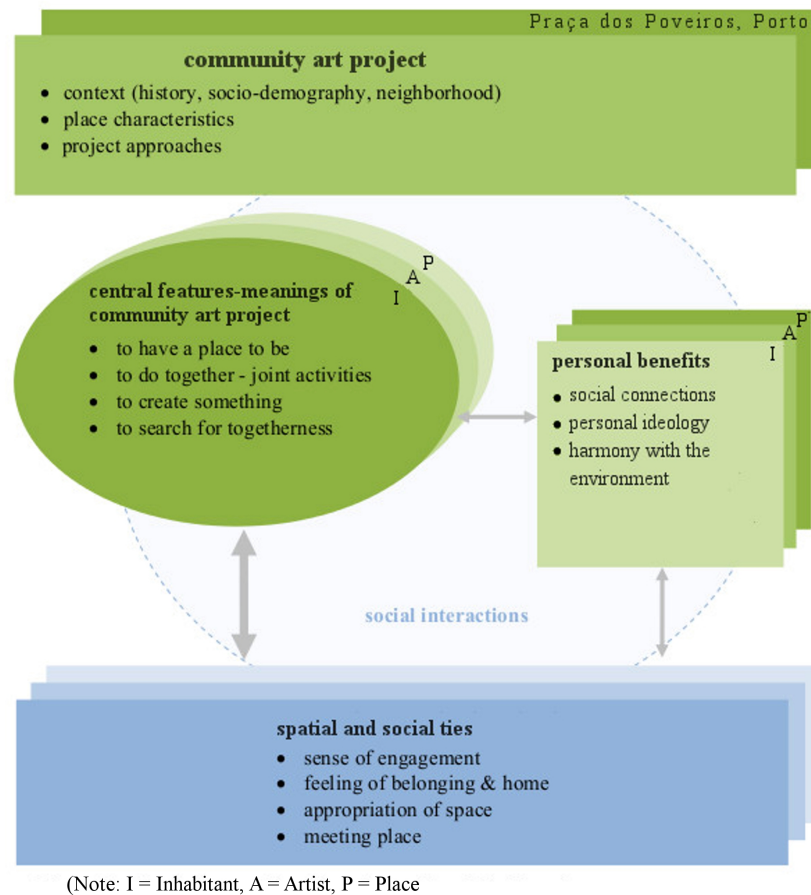 Praça dos Poveiros, Porto
community art project
• context (history, socio-demography, neighborhood)
• place characteristics
• project approaches
P
A
I
central features-meanings of
community art project
• to have a place to be
• to do together - joint activities
• to create something
• to search for togetherness
P
A
I
personal benefits
• social connections
• personal ideology
• harmony with the
environment
social interactions
spatial and social ties
• sense of engagement
• feeling of belonging & home
• appropriation of space
• meeting place
(Note: I = Inhabitant, A = Artist, P = Place